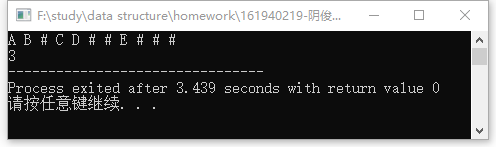 F:\study\data structure\homework\161940219-阴俊...
A B # C D # # E # # #
3
--------------------------------
Process exited after 3.439 seconds with return value 0
请按任意键继续. . .